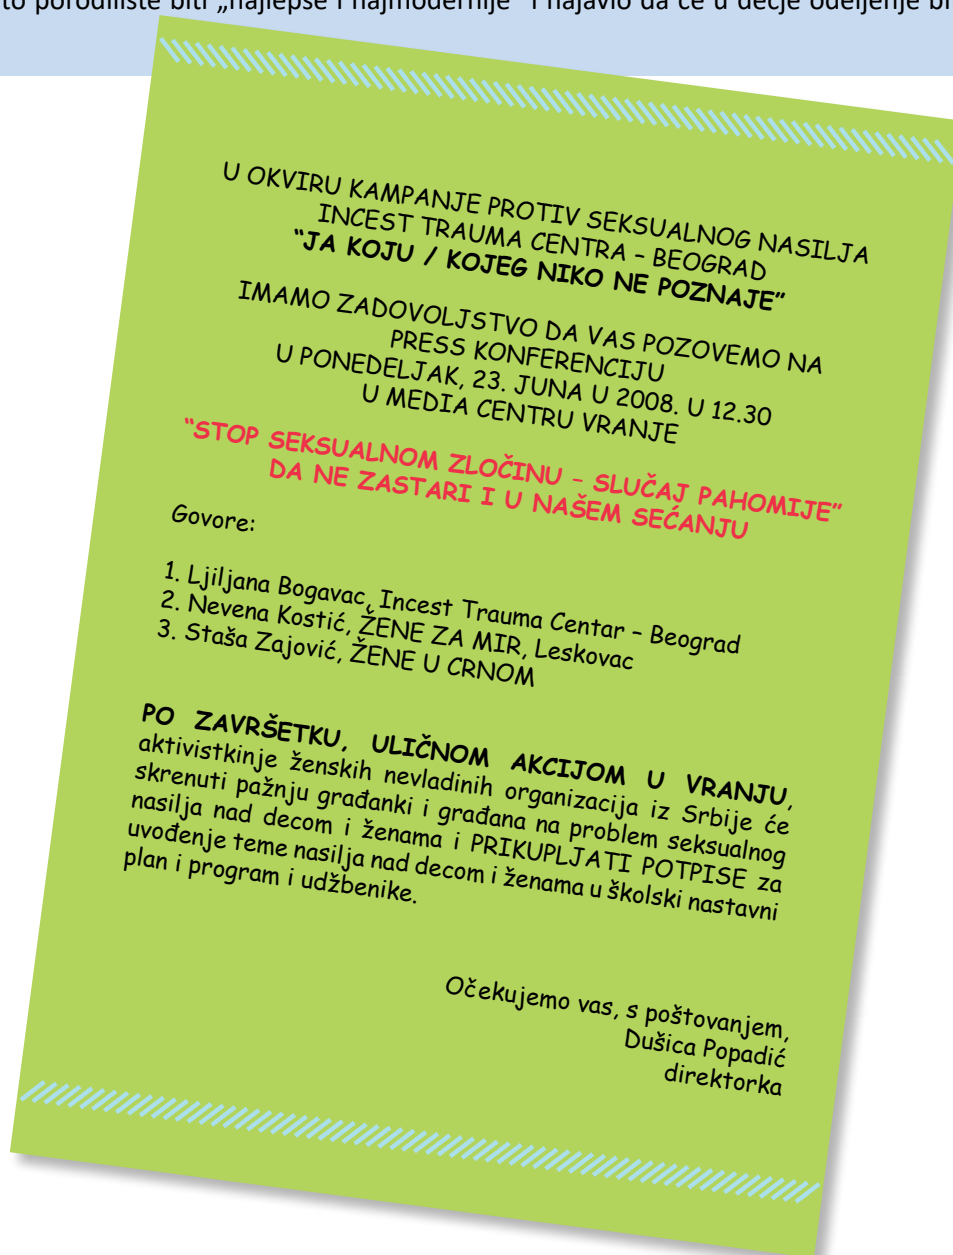 to porodilište biti „najlepše i najmodernije“ i najavio da će u dečje odeljenje bi
U OKVIRU KAMPANJE PROTIV SEKSUALNOG NASILJA
INCEST TRAUMA CENTRA – BEOGRAD
“JA KOJU / KOJEG NIKO NE POZNAJE”
IMAMO ZADOVOLJSTVO DA VAS POZOVEMO NA
PRESS KONFERENCIJU
U PONEDELJAK, 23. JUNA U 2008. U 12.30
U MEDIA CENTRU VRANJE
“STOP SEKSUALNOM ZLOČINU – SLUČAJ PAHOMIJE”
DA NE ZASTARI I U NAŠEM SEĆANJU
Govore:
1. Ljiljana Bogavac, Incest Trauma Centar – Beograd
2. Nevena Kostić, ŽENE ZA MIR, Leskovac
3. Staša Zajović, ŽENE U CRNOM
PO ZAVRŠETKU, ULIČNOM AKCIJOM U VRANJU,
aktivistkinje ženskih nevladinih organizacija iz Srbije će
skrenuti pažnju građanki i građana na problem seksualnog
nasilja nad decom i ženama i PRIKUPLJATI POTPISE za
uvođenje teme nasilja nad decom i ženama u školski nastavni
plan i program i udžbenike.
Očekujemo vas, s poštovanjem,
Dušica Popadić
direktorka